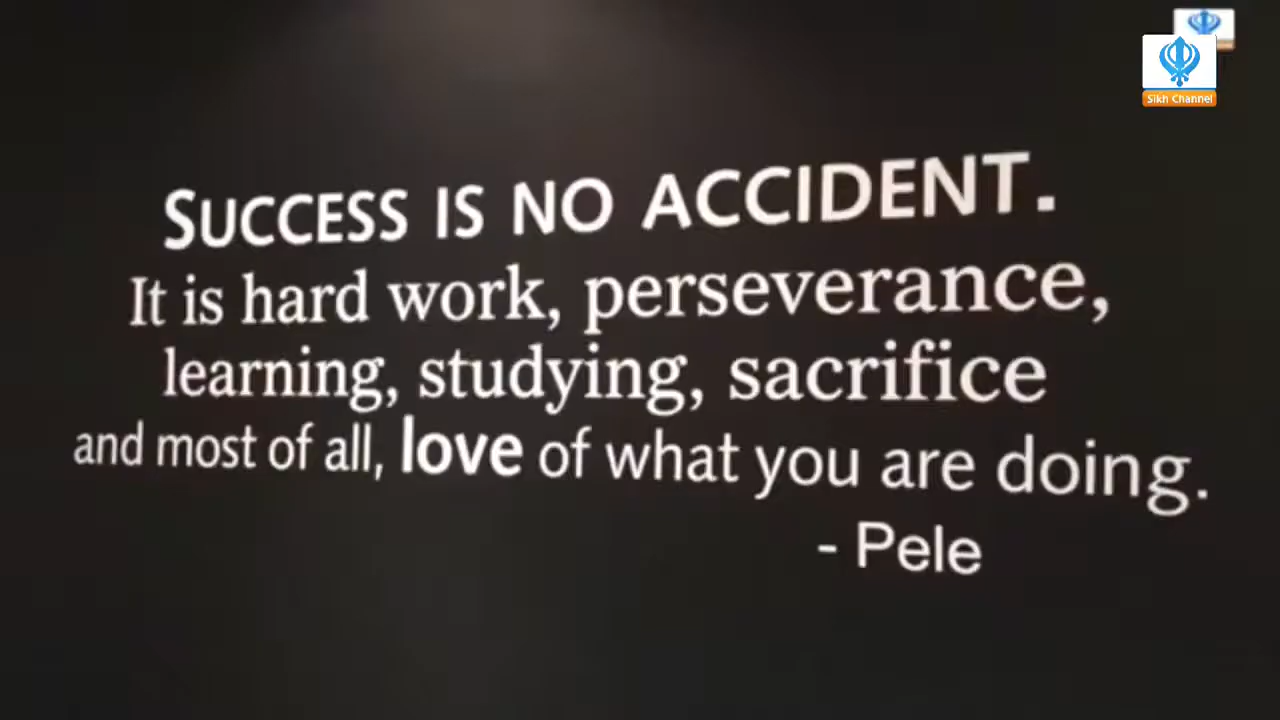 Sikh Channel
SUCCESS IS NO ACCIDENT.
It is hard work, perseverance,
learning, studying, sacrifice
and most of all, love of what you are doing.
- Pele